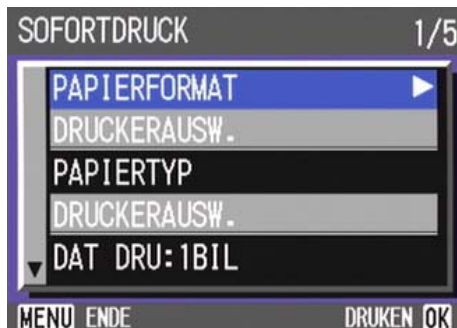 SOFORTDRUCK 1/5
PAPIERFORMAT
DRUCKERAUSW.
PAPIERTYP
DRUCKERAUSW.
DAT DRU:1BIL
MENU ENDE DRUKEN OK